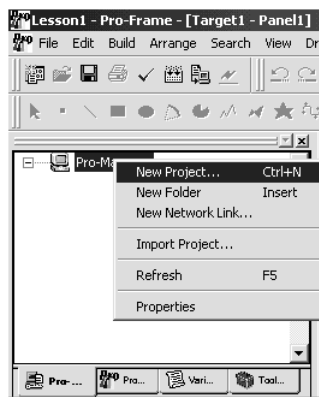 Lesson1 - Pro-Frame - [Target1 - Panel1]
File Edit Build Arrange Search View Dr
Pro-Ma
New Project... Ctrl+N
New Folder Insert
New Network Link...
Import Project...
Refresh F5
Properties
Pro-... Pro... Vari... Tool...